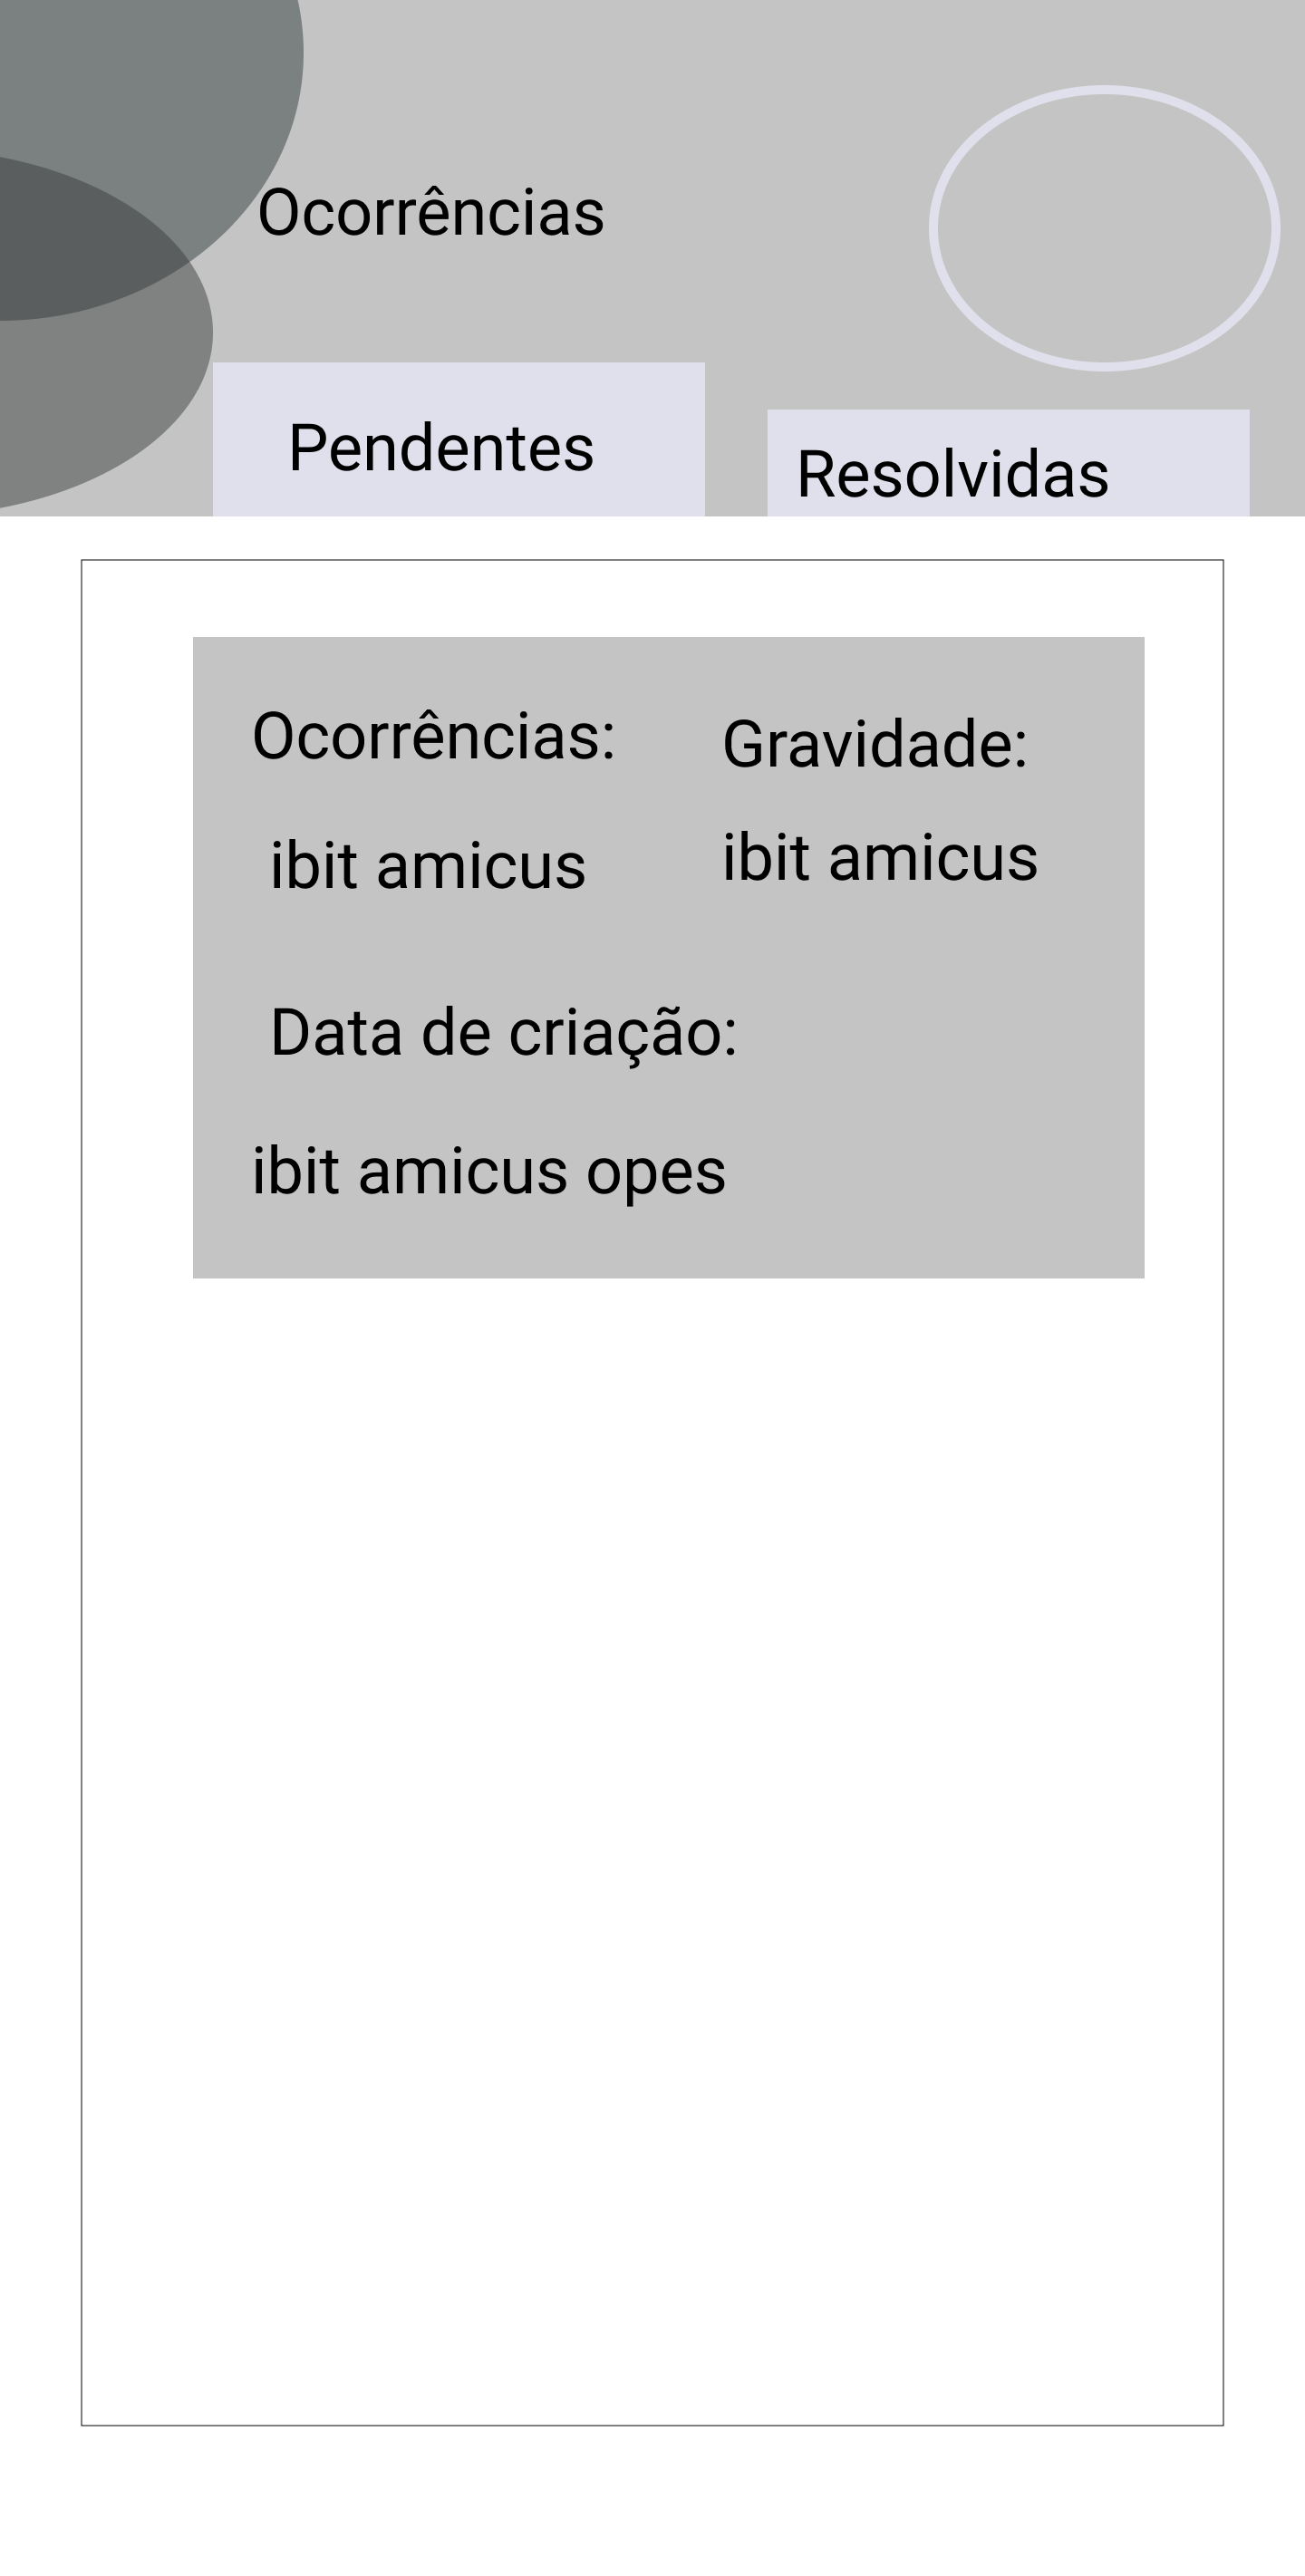 Ocorrências
Pendentes
Resolvidas
Ocorrências:
Gravidade:
ibit amicus
ibit amicus
Data de criação:
ibit amicus opes